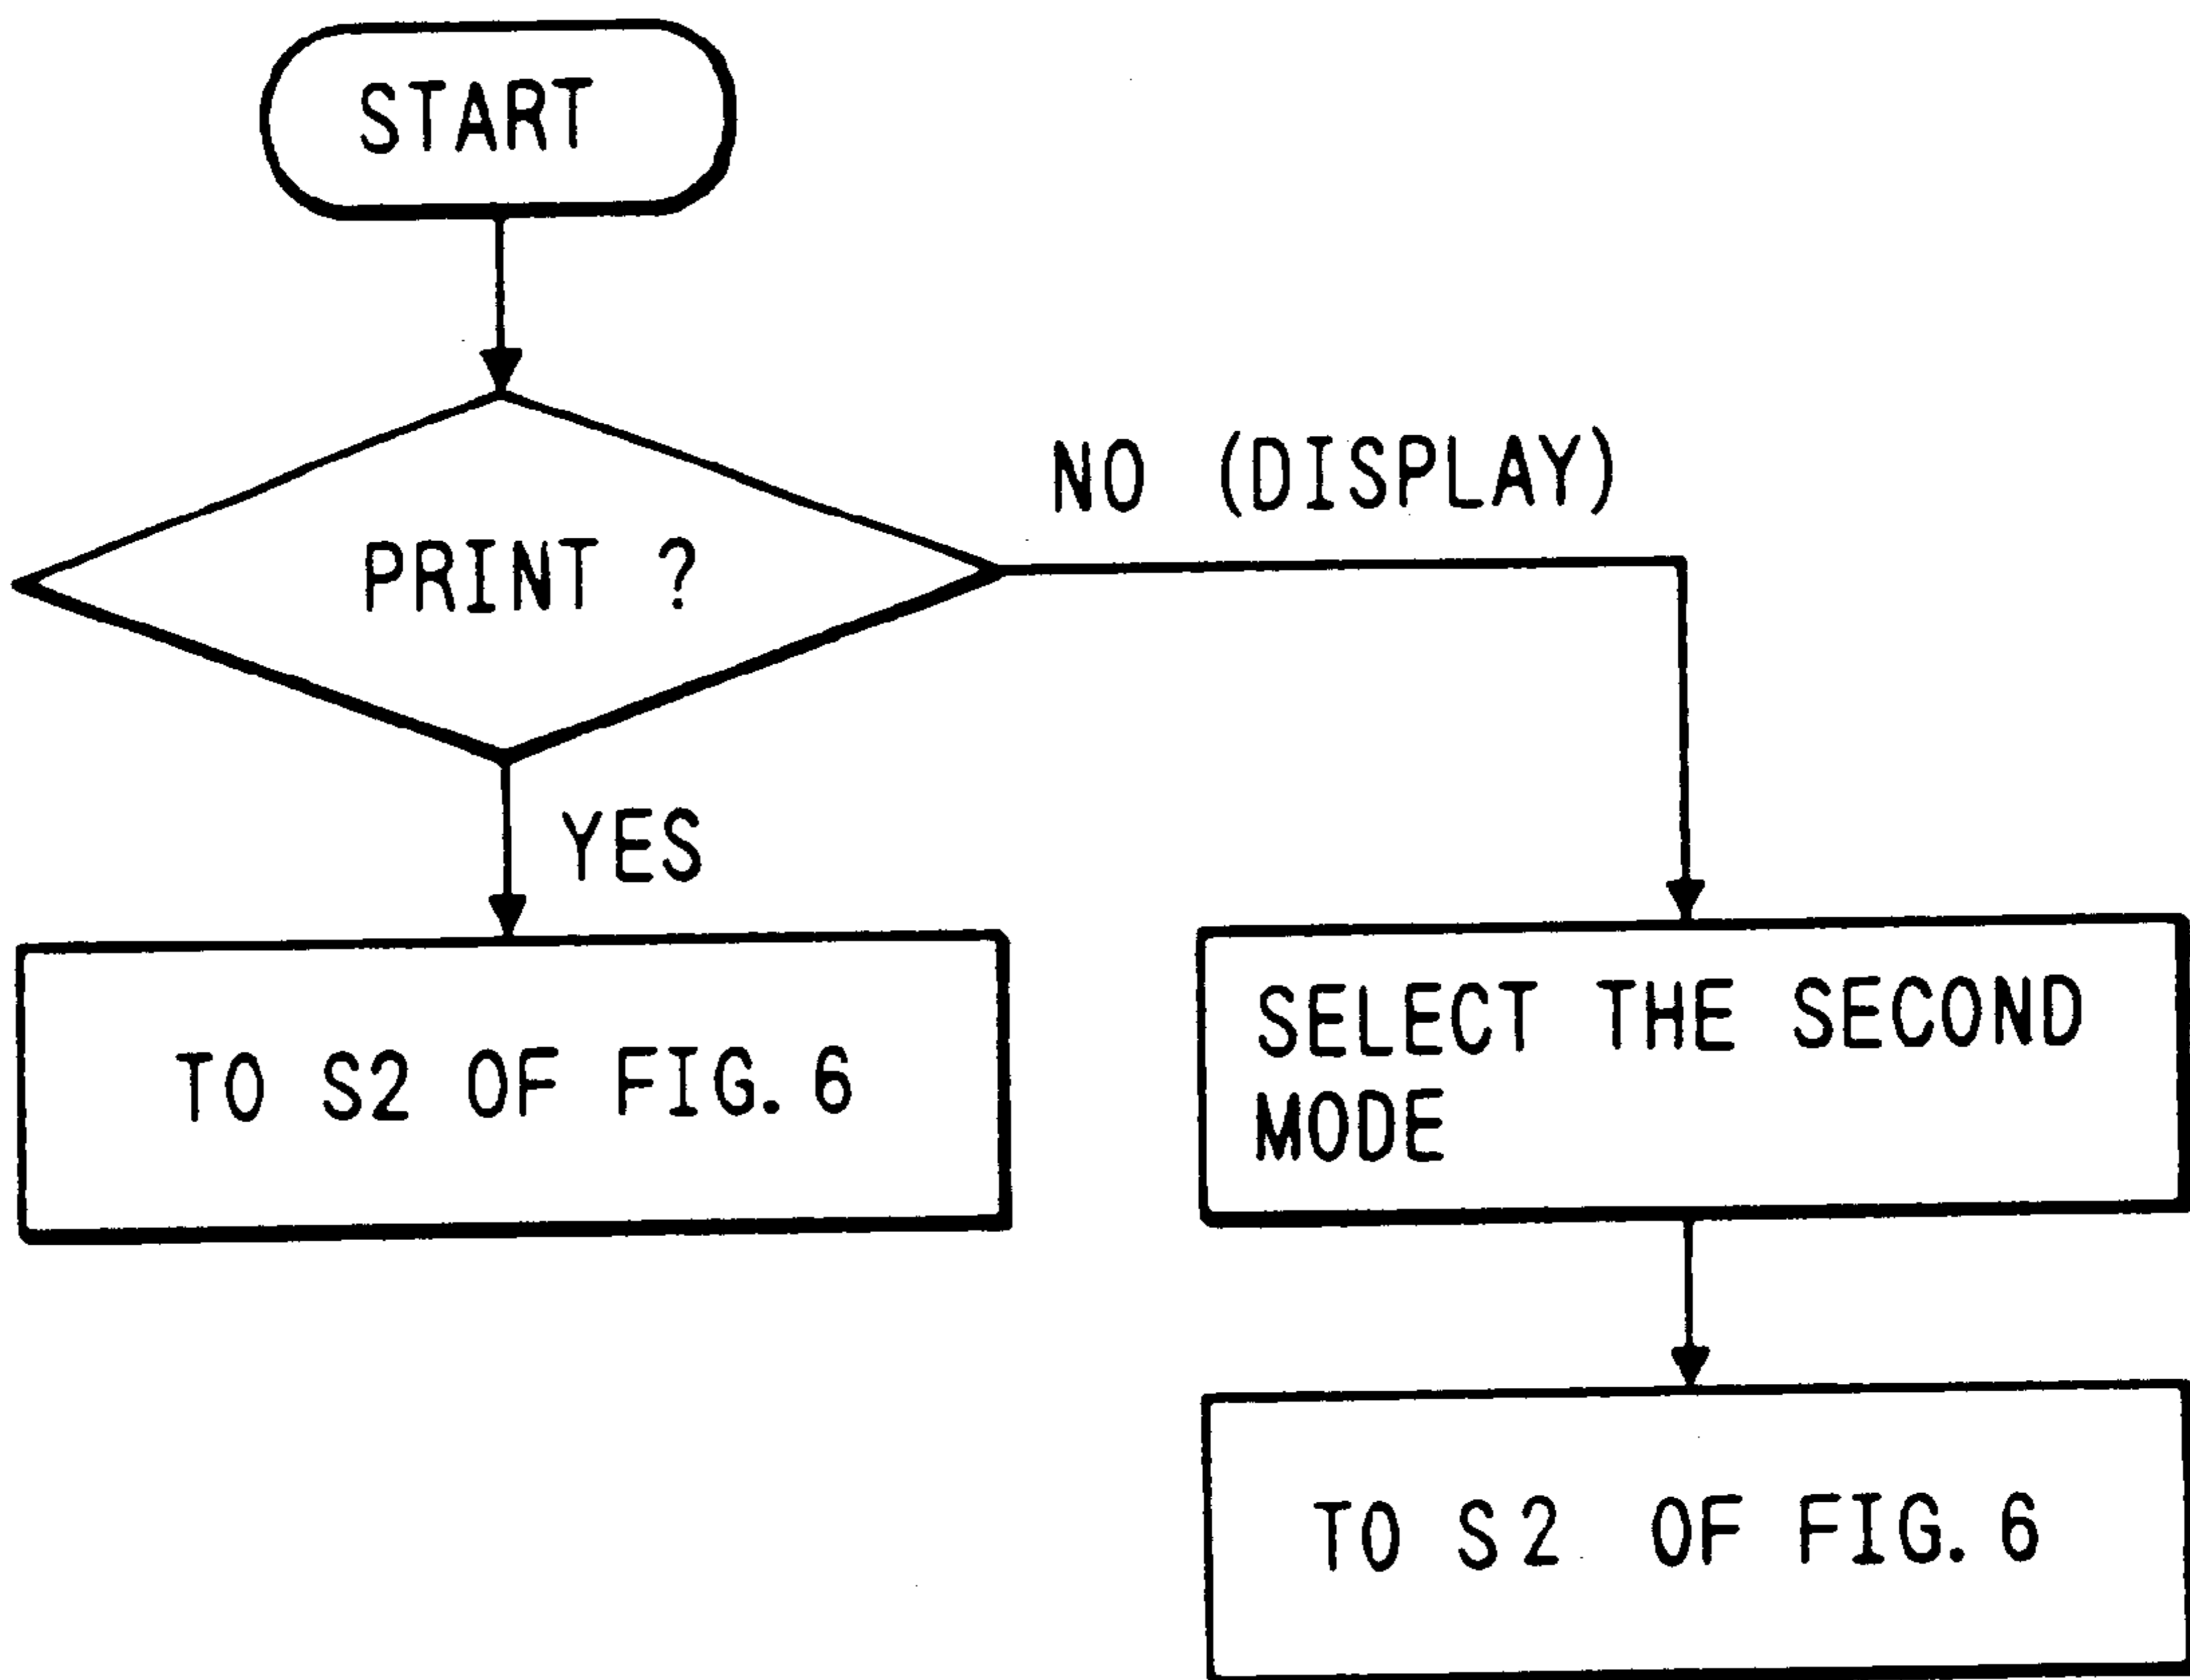 START
PRINT ?
NO (DISPLAY)
YES
TO S2 OF FIG. 6
SELECT THE SECOND
MODE
TO S2 OF FIG. 6